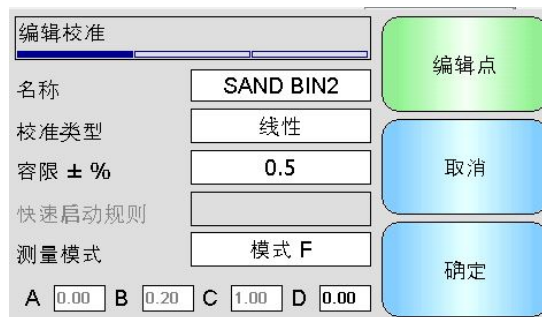 编辑校准
编辑点
名称 SAND BIN2
校准类型 线性
容限 ± % 0.5
取消
快速启动规则
测量模式 模式 F
确定
A 0.00 B 0.20 C 1.00 D 0.00